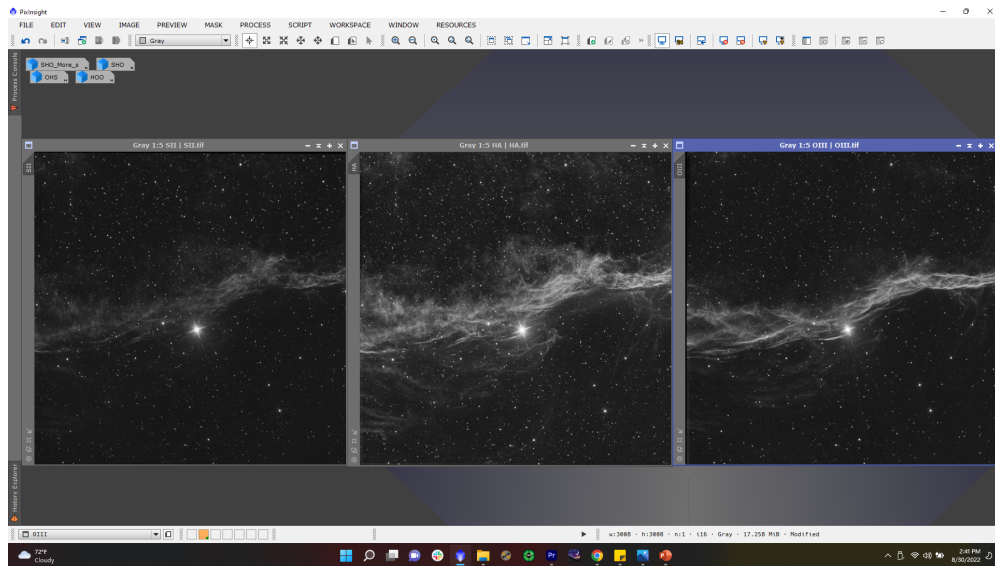 PixInsight
FILE EDIT VIEW IMAGE PREVIEW MASK PROCESS SCRIPT WORKSPACE WINDOW RESOURCES
Gray
Process Console
SHO_More_s SHO
OHS HOO
Gray 1:5 SII | SII.tif
SII
Gray 1:5 HA | HA.tif
HA
Gray 1:5 OIII | OIII.tif
OIII
History Explorer
OIII
w:3008 · h:3008 · n:1 · i16 · Gray · 17.258 MiB · Modified
72°F
Cloudy
Pr
2:41 PM
8/30/2022